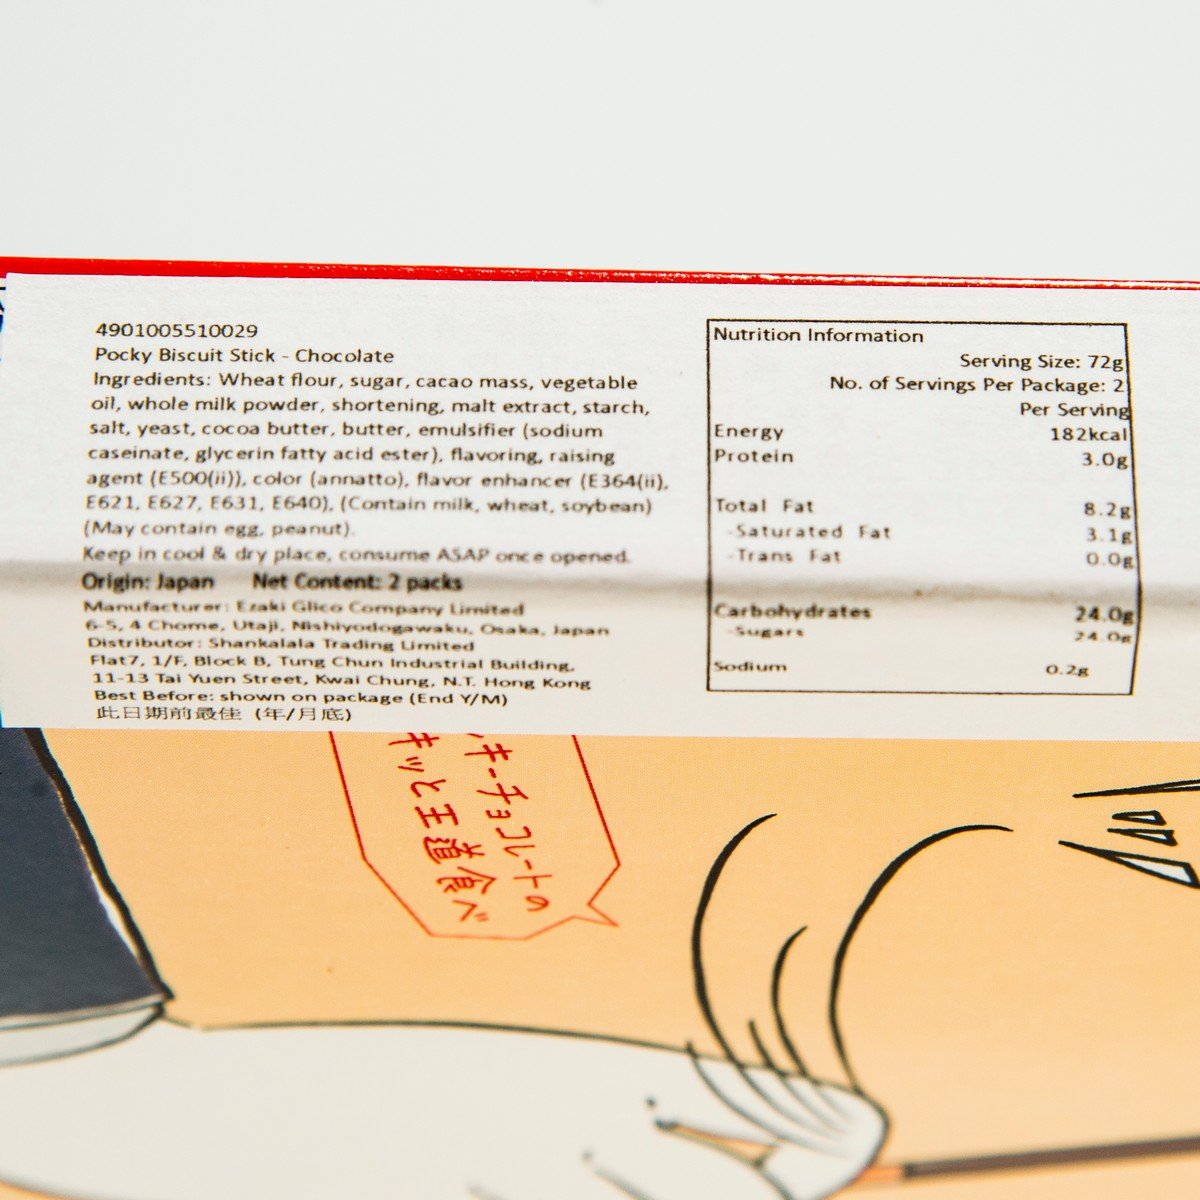 4901005510029
Pocky Biscuit Stick - Chocolate
Ingredients: Wheat flour, sugar, cacao mass, vegetable
oil, whole milk powder, shortening, malt extract, starch,
salt, yeast, cocoa butter, butter, emulsifier (sodium
caseinate, glycerin fatty acid ester), flavoring, raising
agent (E500(ii)), color (annatto), flavor enhancer (E364(ii),
E621, E627, E631, E640), (Contain milk, wheat, soybean)
(May contain egg, peanut).
Keep in cool & dry place, consume ASAP once opened.
Origin: Japan Net Content: 2 packs
Manufacturer: Ezaki Glico Company Limited
6-5, 4 Chome, Utaji, Nishiyodogawaku, Osaka, Japan
Distributor: Shankalala Trading Limited
Flat7, 1/F, Block B, Tung Chun Industrial Building,
11-13 Tai Yuen Street, Kwai Chung, N.T. Hong Kong
Best Before: shown on package (End Y/M)
此日期前最佳 (年/月底)
Nutrition Information
Serving Size: 72g
No. of Servings Per Package: 2
Per Serving
Energy 182kcal
Protein 3.0g
Total Fat 8.2g
-Saturated Fat 3.1g
-Trans Fat 0.0g
Carbohydrates 24.0g
-Sugars 24.0g
Sodium 0.2g
キーチョコレートの
キッと王道食べ